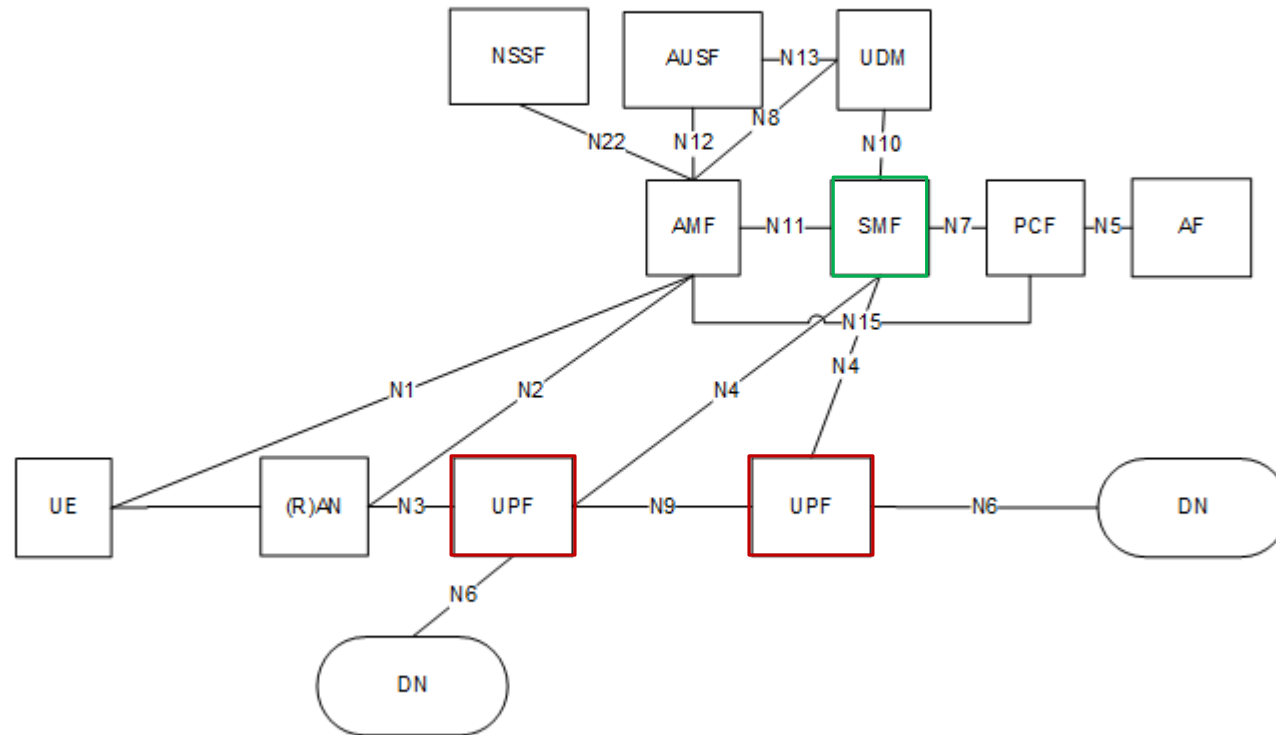 NSSF
AUSF
N13
UDM
N22
N12
N8
N10
AMF
N11
SMF
N7
PCF
N5
AF
N15
N1
N2
N4
N4
UE
(R)AN
N3
UPF
N9
UPF
N6
DN
N6
DN